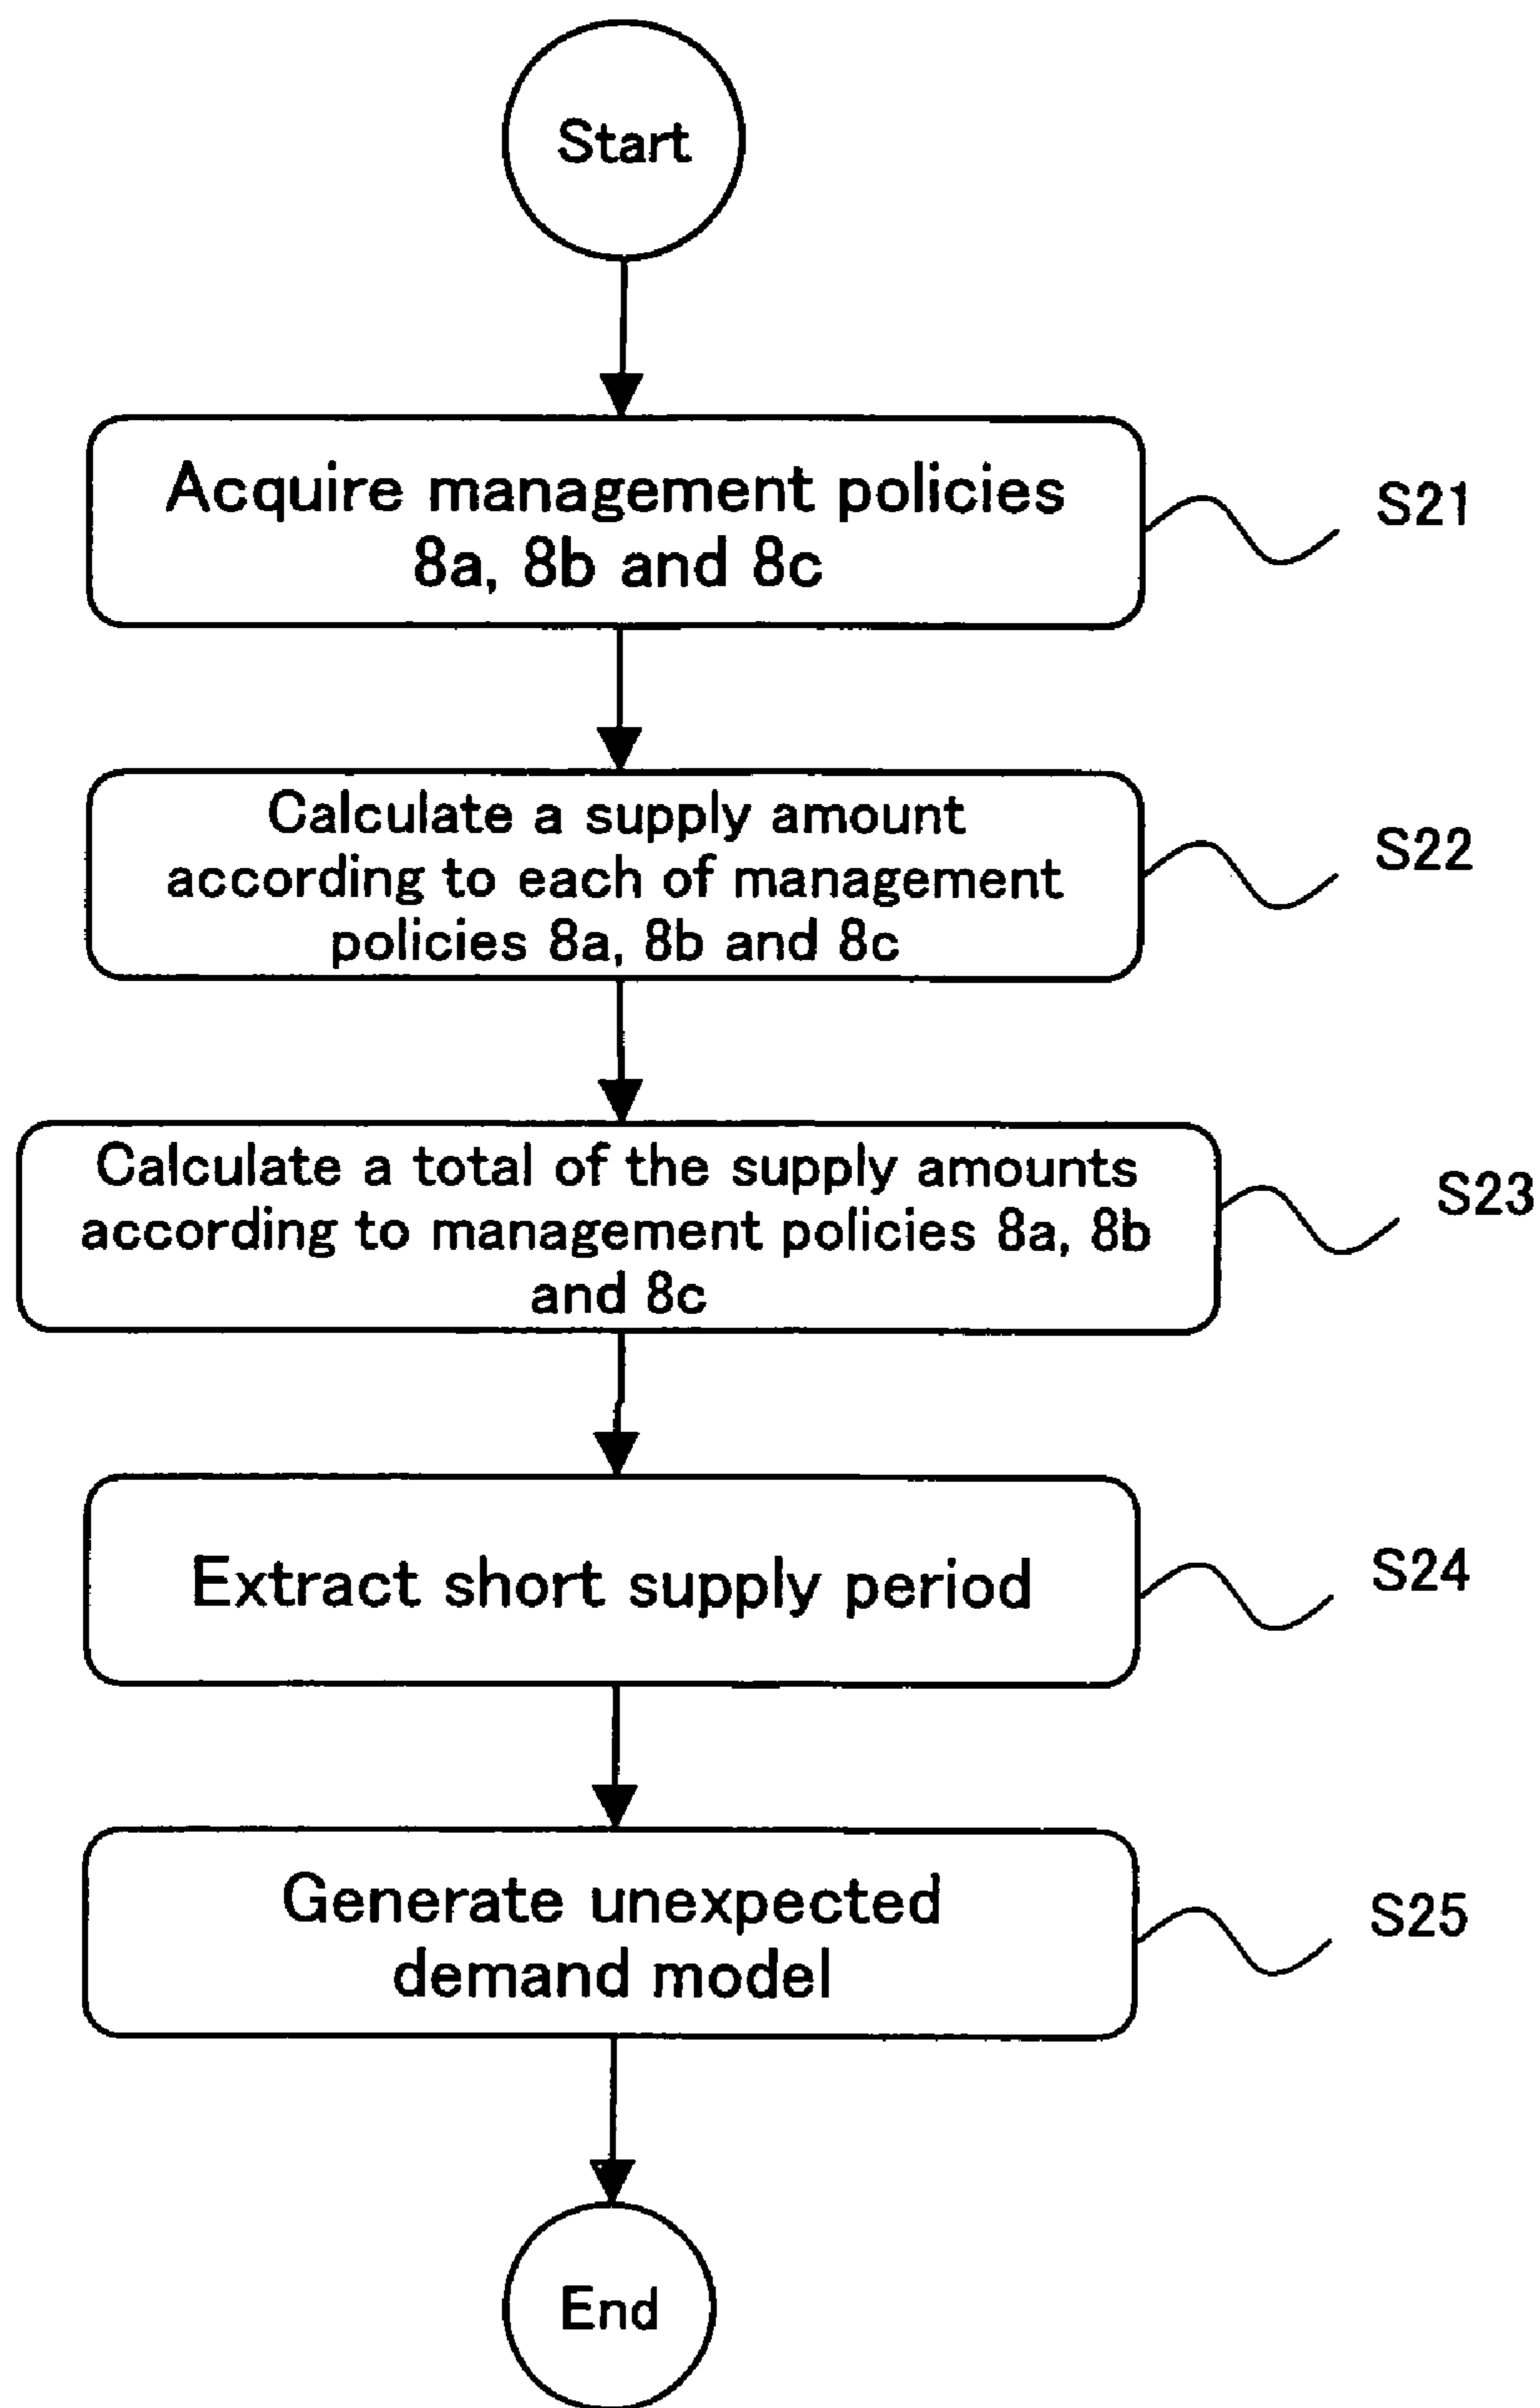 Start
Acquire management policies
8a, 8b and 8c
S21
Calculate a supply amount
according to each of management
policies 8a, 8b and 8c
S22
Calculate a total of the supply amounts
according to management policies 8a, 8b
and 8c
S23
Extract short supply period
S24
Generate unexpected
demand model
S25
End